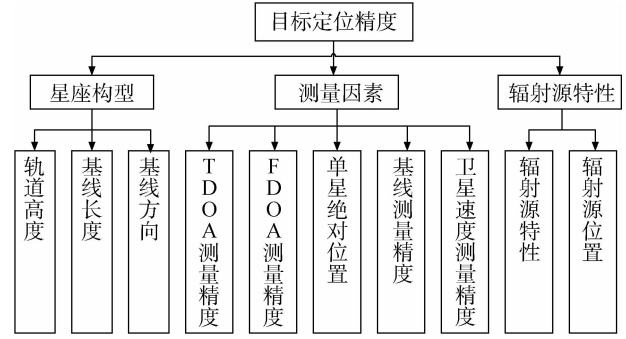 目标定位精度
星座构型
测量因素
辐射源特性
轨道高度
基线长度
基线方向
TDOA测量精度
FDOA测量精度
单星绝对位置
基线测量精度
卫星速度测量精度
辐射源特性
辐射源位置